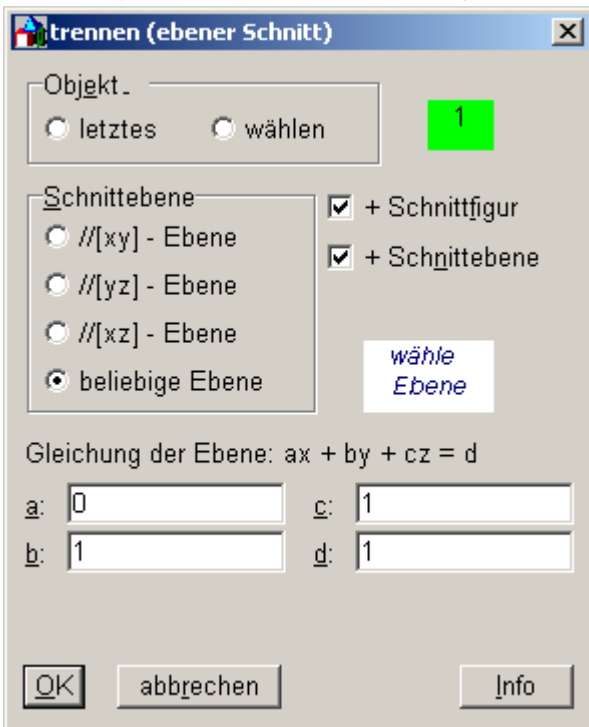 trennen (ebener Schnitt)
Objekt
letztes wählen
1
Schnittebene
//[xy] - Ebene
//[yz] - Ebene
//[xz] - Ebene
beliebige Ebene
+ Schnittfigur
+ Schnittebene
wähle
Ebene
Gleichung der Ebene: ax + by + cz = d
a: 0 c: 1
b: 1 d: 1
OK abbrechen Info